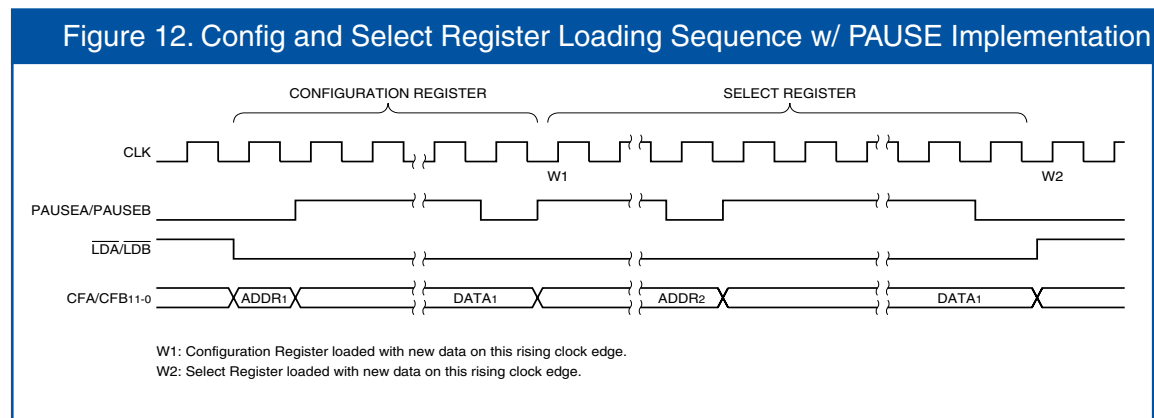 Figure 12. Config and Select Register Loading Sequence w/ PAUSE Implementation
CONFIGURATION REGISTER
SELECT REGISTER
CLK
W1
W2
PAUSEA/PAUSEB
LDA/LDB
CFA/CFB11-0
ADDR1
DATA1
ADDR2
DATA1
W1: Configuration Register loaded with new data on this rising clock edge.
W2: Select Register loaded with new data on this rising clock edge.